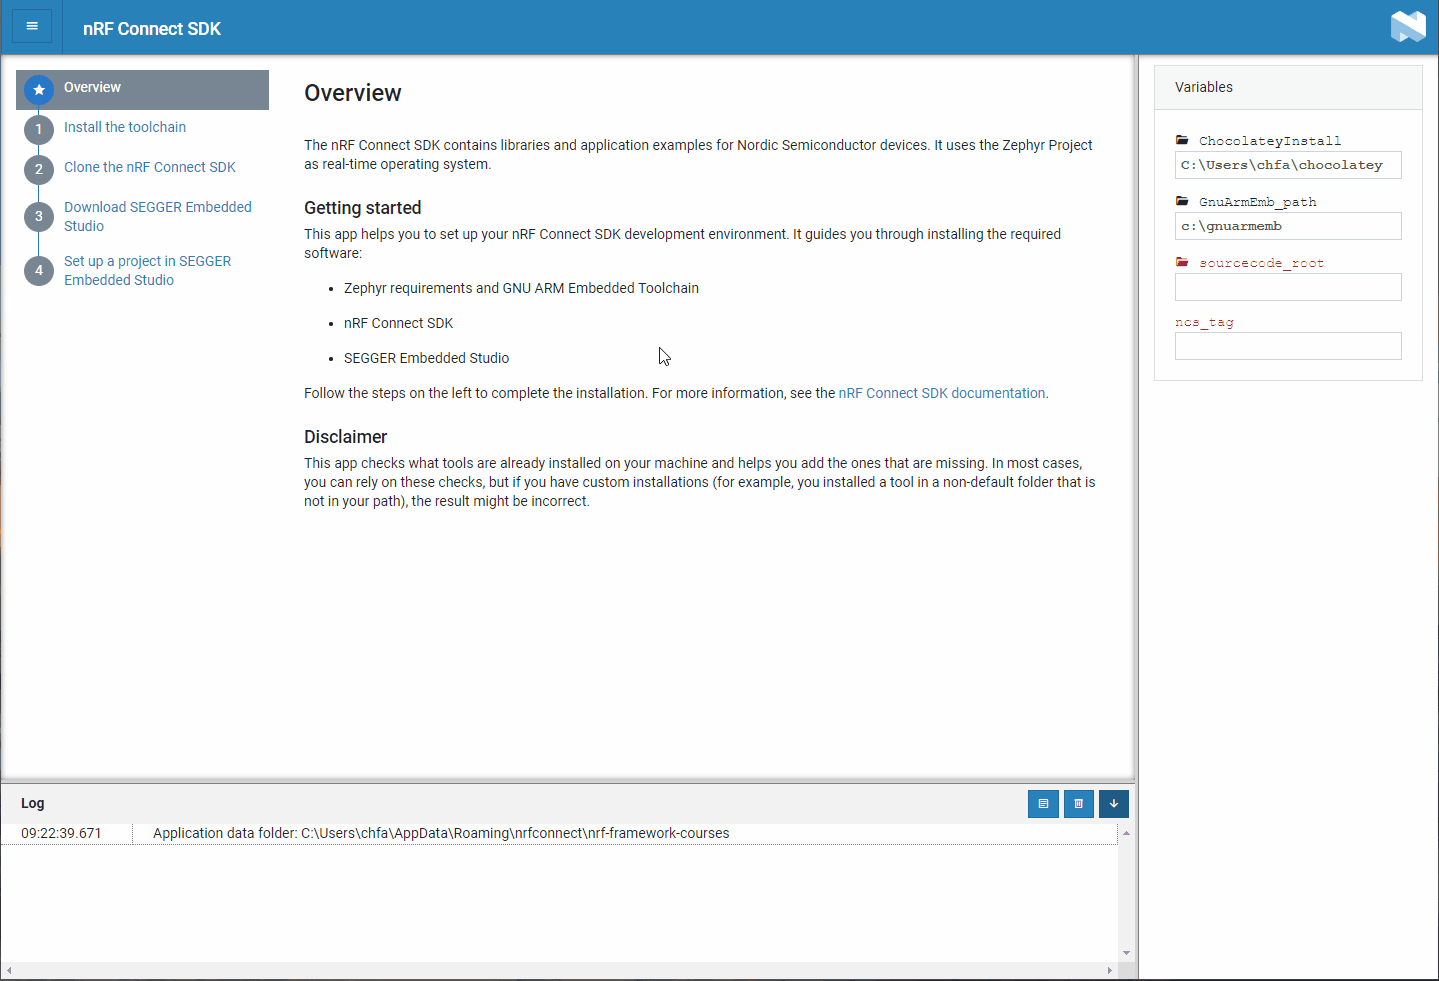 nRF Connect SDK
Overview
1 Install the toolchain
2 Clone the nRF Connect SDK
3 Download SEGGER Embedded
Studio
4 Set up a project in SEGGER
Embedded Studio
Overview
The nRF Connect SDK contains libraries and application examples for Nordic Semiconductor devices. It uses the Zephyr Project
as real-time operating system.
Getting started
This app helps you to set up your nRF Connect SDK development environment. It guides you through installing the required
software:
• Zephyr requirements and GNU ARM Embedded Toolchain
• nRF Connect SDK
• SEGGER Embedded Studio
Follow the steps on the left to complete the installation. For more information, see the nRF Connect SDK documentation.
Disclaimer
This app checks what tools are already installed on your machine and helps you add the ones that are missing. In most cases,
you can rely on these checks, but if you have custom installations (for example, you installed a tool in a non-default folder that is
not in your path), the result might be incorrect.
Variables
ChocolateyInstall
C:\Users\chfa\chocolatey
GnuArmEmb_path
c:\gnuarmemb
sourcecode_root
ncs_tag
Log
09:22:39.671 Application data folder: C:\Users\chfa\AppData\Roaming\nrfconnect\nrf-framework-courses